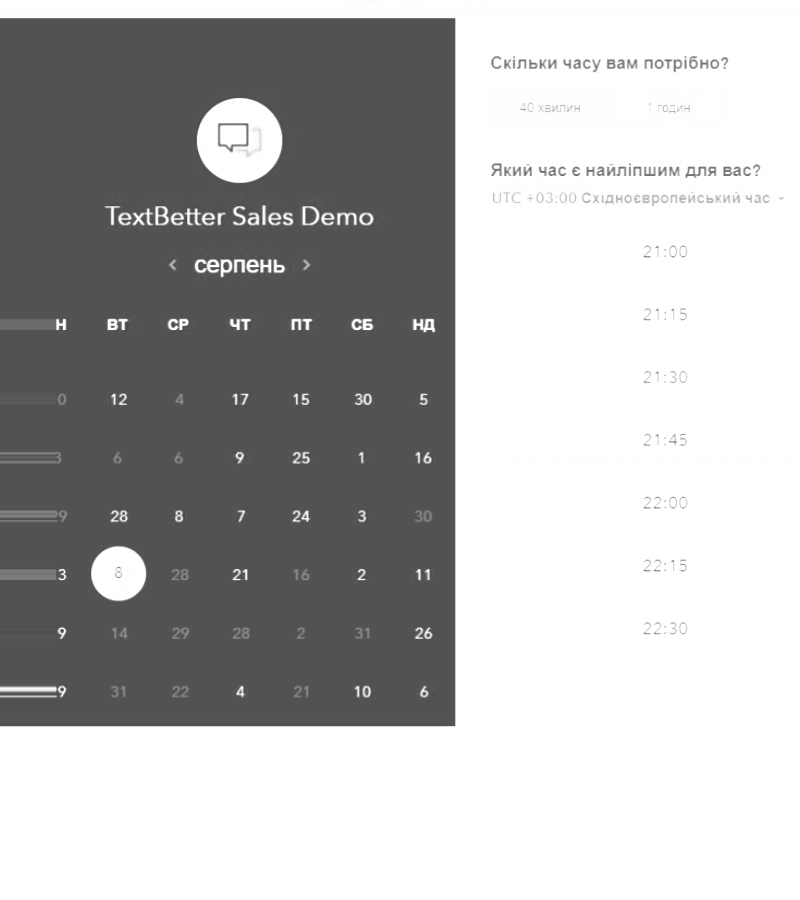 TextBetter Sales Demo
серпень
Н ВТ СР ЧТ ПТ СБ НД
0 12 4 17 15 30 5
3 6 6 9 25 1 16
9 28 8 7 24 3 30
3 8 28 21 16 2 11
9 14 29 28 2 31 26
9 31 22 4 21 10 6
Скільки часу вам потрібно?
40 хвилин 1 годин
Який час є найліпшим для вас?
UTC +03:00 Східноєвропейський час
21:00
21:15
21:30
21:45
22:00
22:15
22:30